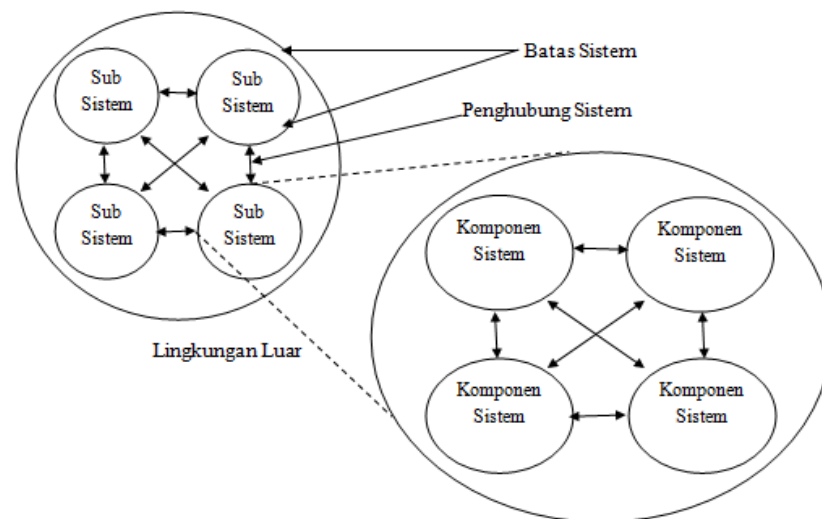 Sub
Sistem
Sub
Sistem
Batas Sistem
Penghubung Sistem
Sub
Sistem
Sub
Sistem
Komponen
Sistem
Komponen
Sistem
Lingkungan Luar
Komponen
Sistem
Komponen
Sistem